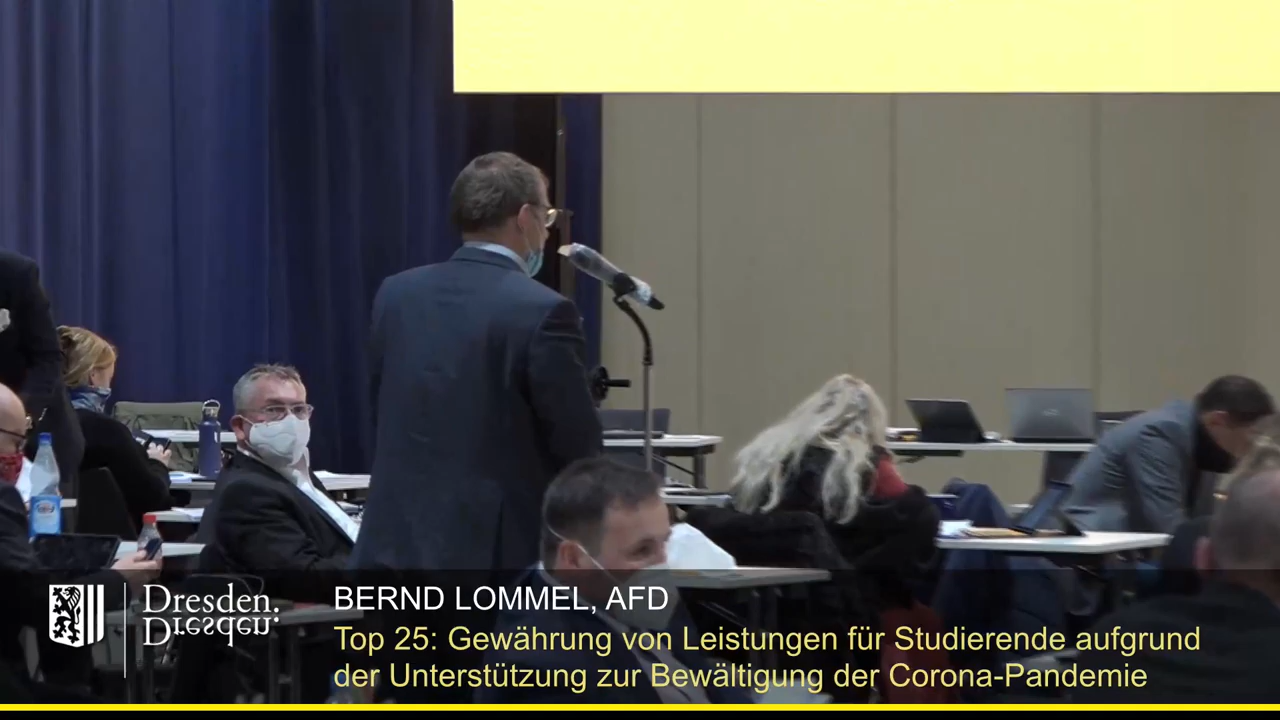 BERND LOMMEL, AFD
Dresden.
Dresden.
Top 25: Gewährung von Leistungen für Studierende aufgrund
der Unterstützung zur Bewältigung der Corona-Pandemie